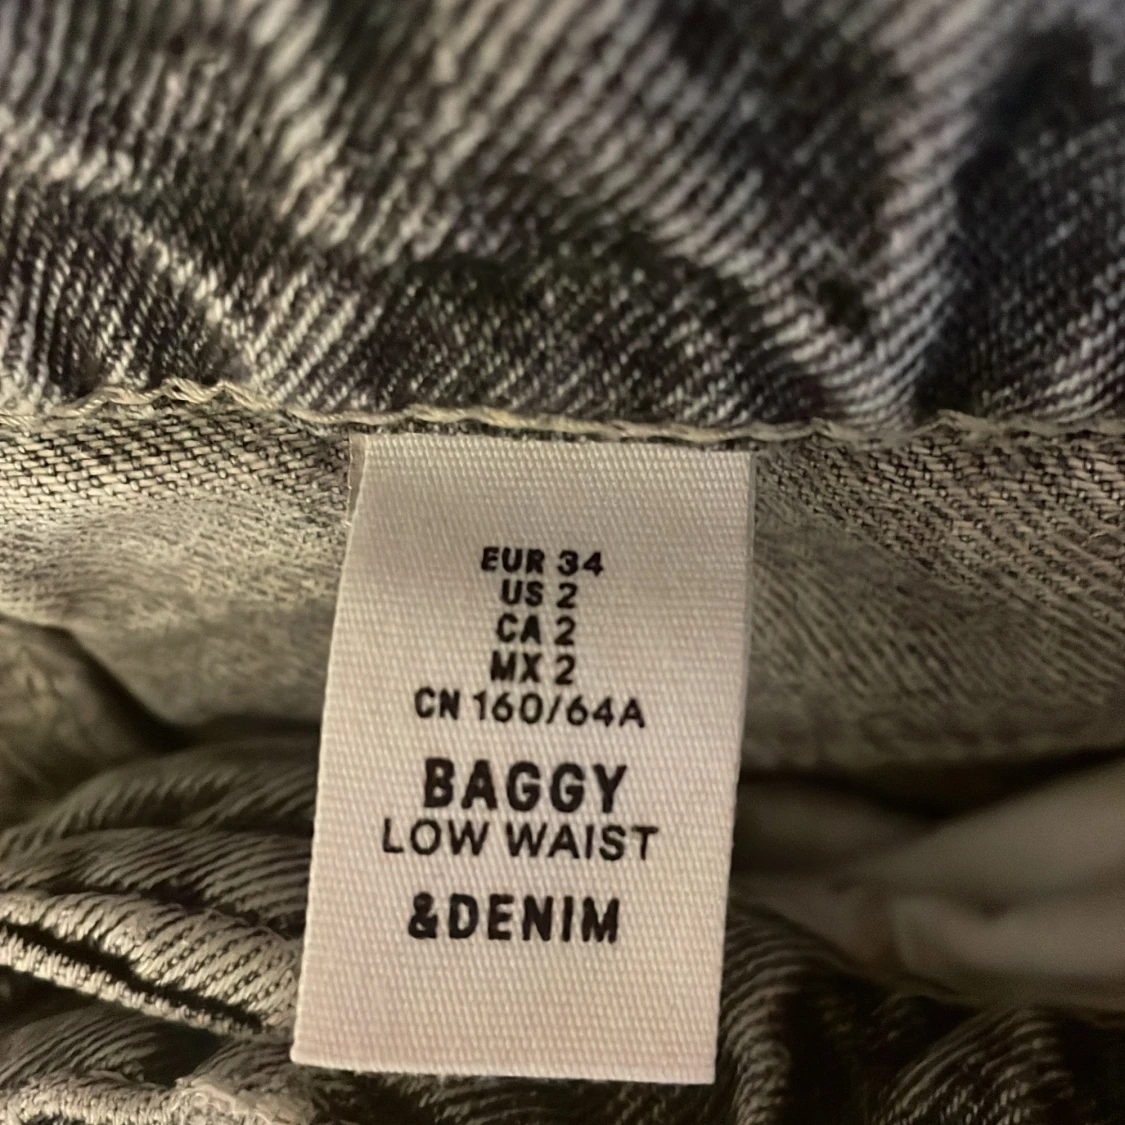 EUR 34
US 2
CA 2
MX 2
CN 160/64A
BAGGY
LOW WAIST
&DENIM